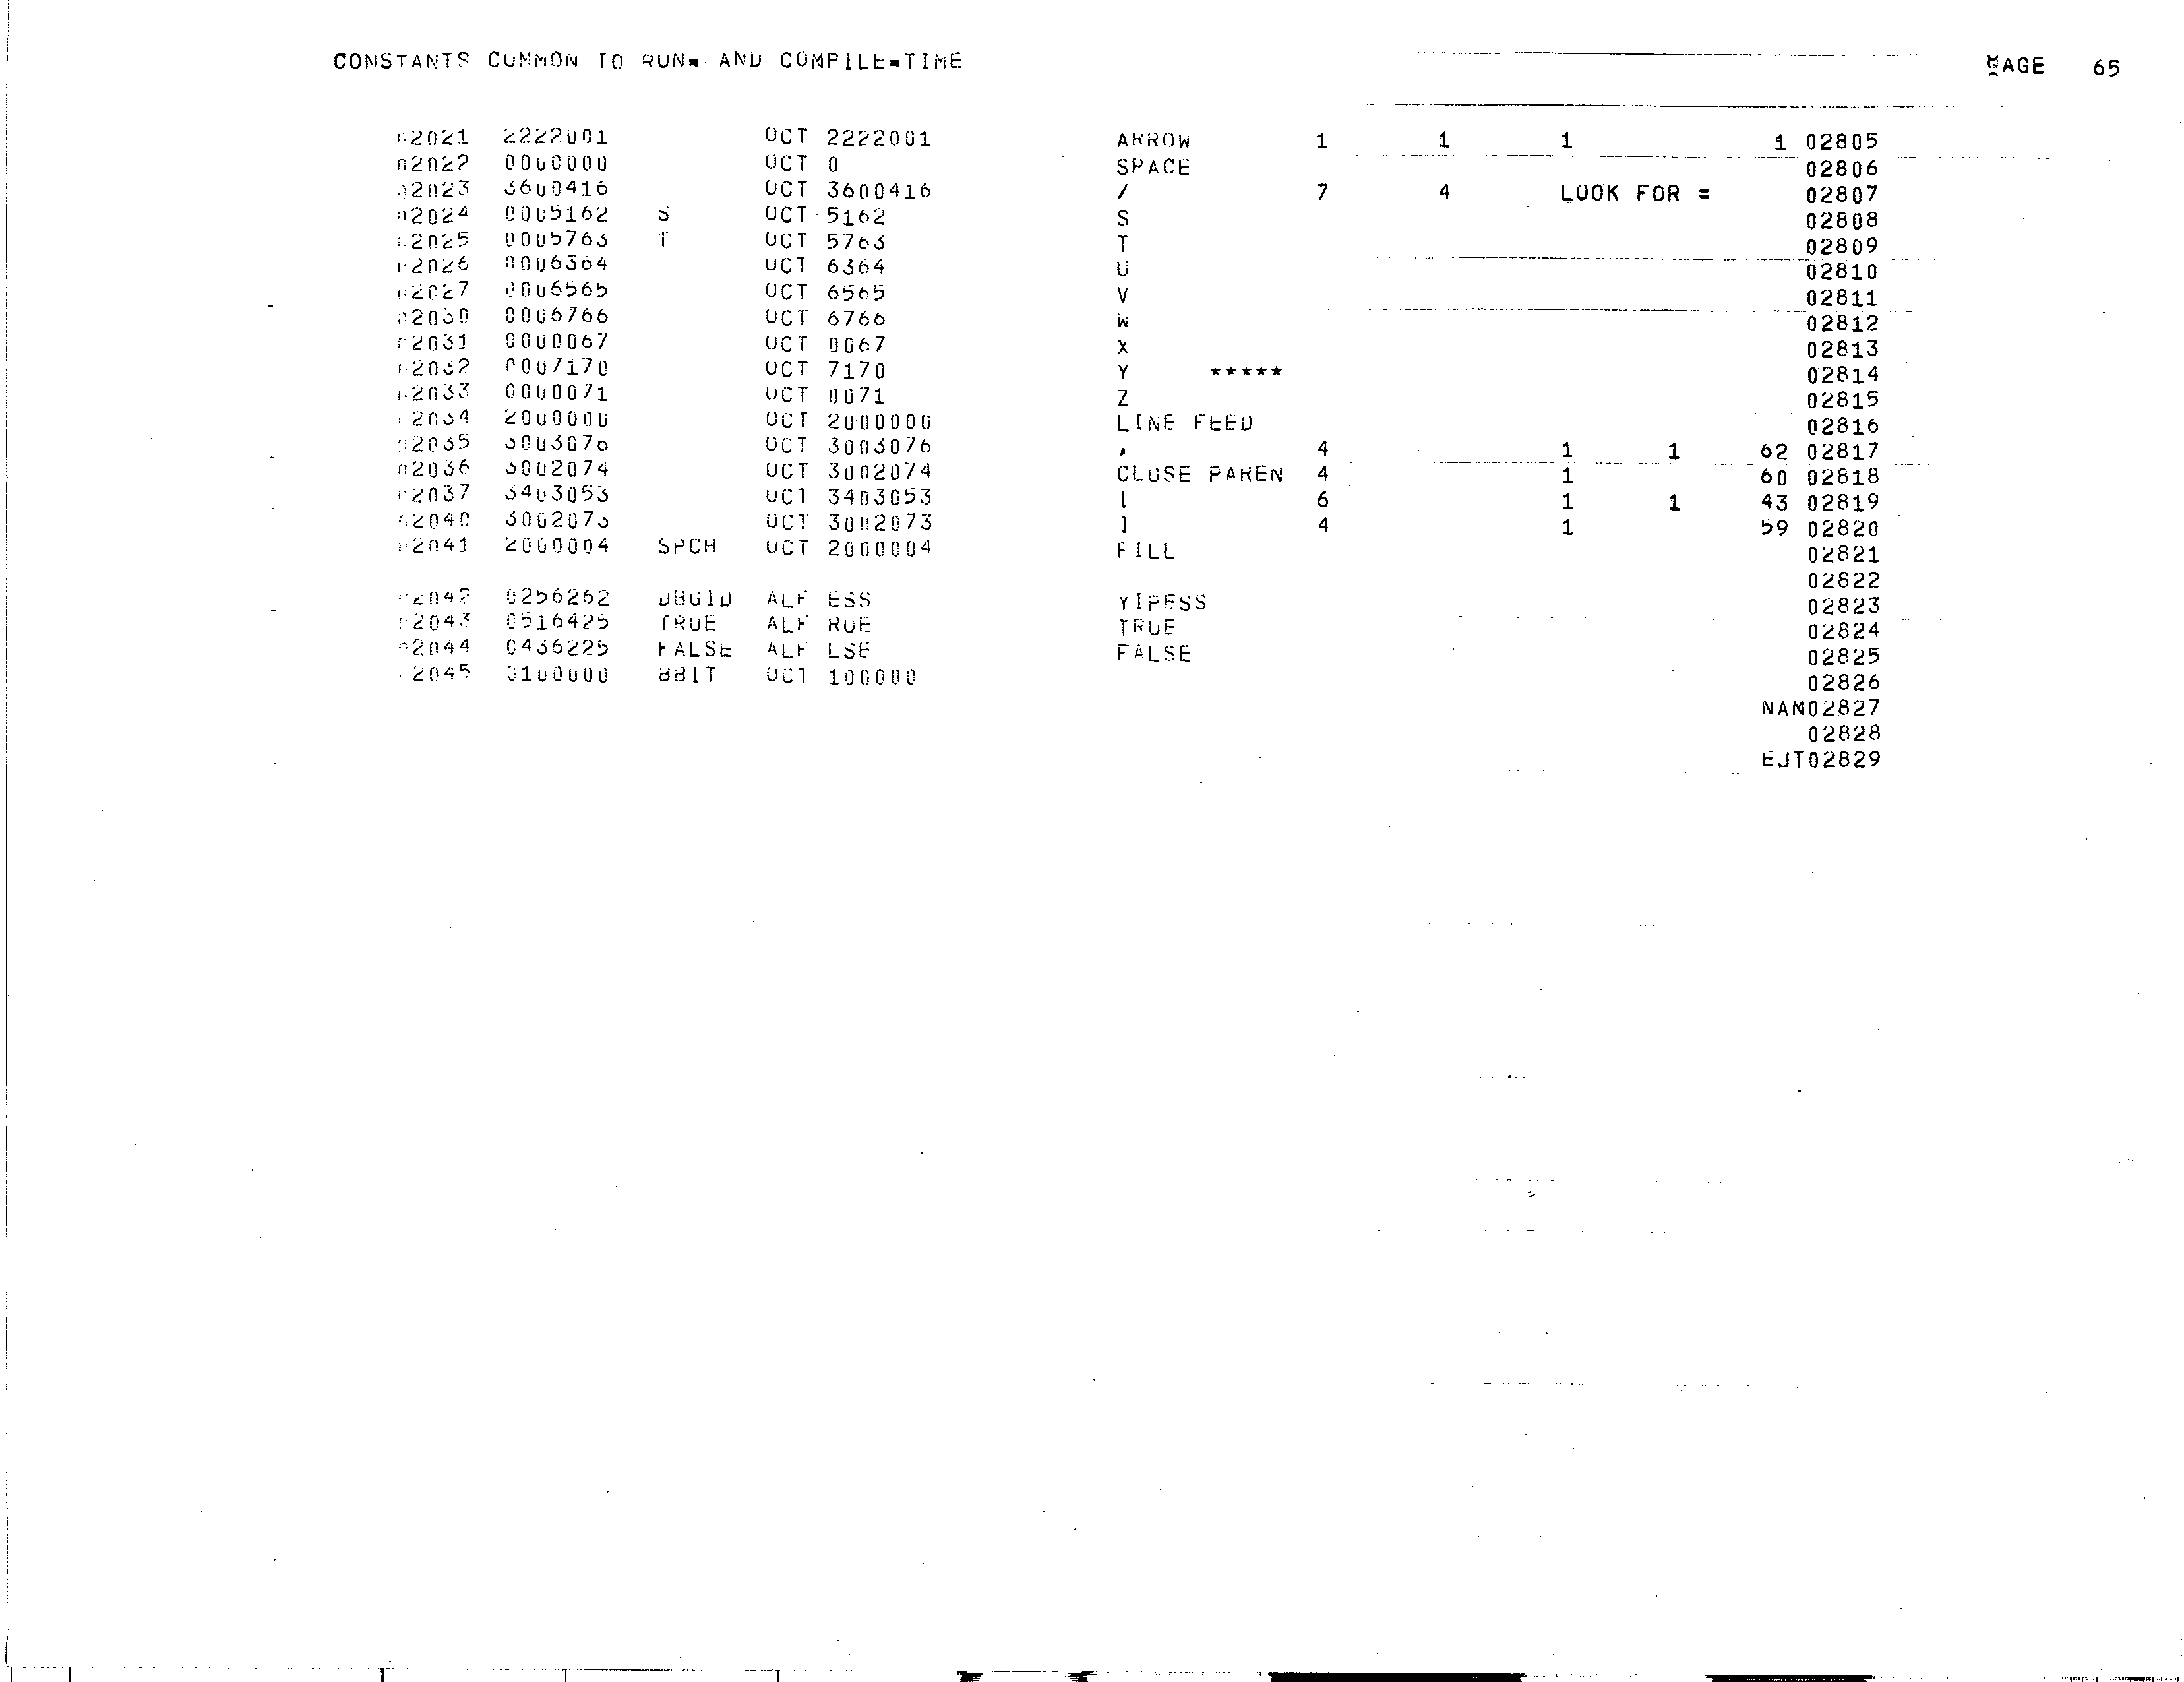 CONSTANTS COMMON TO RUN= AND COMPILE=TIME PAGE 65
02021 2222001 OCT 2222001 ARROW 1 1 1 1 02805
02022 0000000 OCT 0 SPACE 02806
02023 3600416 OCT 3600416 / 7 4 LOOK FOR = 02807
02024 0005162 S OCT 5162 S 02808
02025 0005763 T OCT 5763 T 02809
02026 0006364 OCT 6364 U 02810
02027 0006565 OCT 6565 V 02811
02030 0006766 OCT 6766 W 02812
02031 0000067 OCT 0067 X 02813
02032 0007170 OCT 7170 Y ***** 02814
02033 0000071 OCT 0071 Z 02815
02034 2000000 OCT 2000000 LINE FEED 02816
02035 3003076 OCT 3003076 , 4 1 1 62 02817
02036 3002074 OCT 3002074 CLOSE PAREN 4 1 60 02818
02037 3403053 OCT 3403053 [ 6 1 1 43 02819
02040 3002073 OCT 3002073 ] 4 1 59 02820
02041 2000004 SPCH OCT 2000004 FILL 02821
02822
02042 0256262 DBGID ALF ESS YIPESS 02823
02043 0516425 TRUE ALF RUE TRUE 02824
02044 0436225 FALSE ALF LSE FALSE 02825
02045 0100000 BBIT OCT 100000 02826
NAM02827
02828
EJT02829